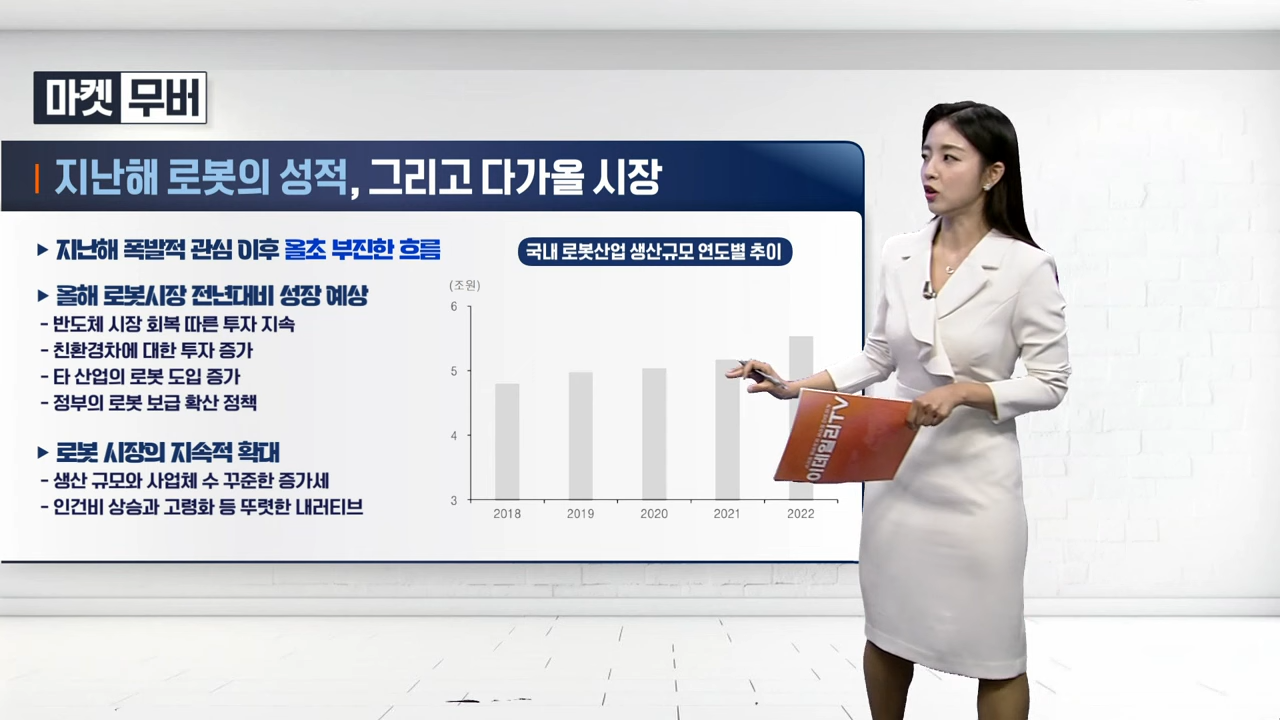 마켓무버
지난해 로봇의 성적, 그리고 다가올 시장
▶ 지난해 폭발적 관심 이후 올초 부진한 흐름
▶ 올해 로봇시장 전년대비 성장 예상
- 반도체 시장 회복 따른 투자 지속
- 친환경차에 대한 투자 증가
- 타 산업의 로봇 도입 증가
- 정부의 로봇 보급 확산 정책
▶ 로봇 시장의 지속적 확대
- 생산 규모와 사업체 수 꾸준한 증가세
- 인건비 상승과 고령화 등 뚜렷한 내러티브
국내 로봇산업 생산규모 연도별 추이
(조원)
6
5
4
3
2018 2019 2020 2021 2022
이데일리TV